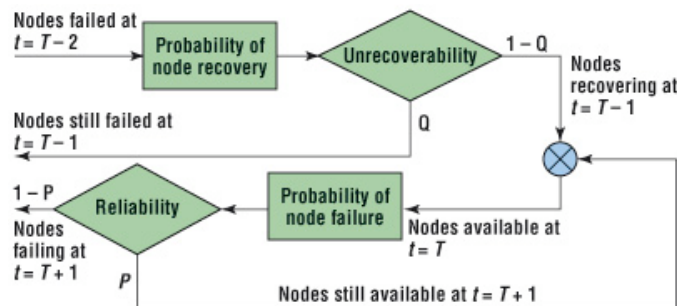 Nodes failed at
t = T – 2
Probability of
node recovery
Unrecoverability
1 – Q
Nodes
recovering at
t = T – 1
Q
Nodes still failed at
t = T – 1
1 – P
Nodes
failing at
t = T + 1
Reliability
P
Probability of
node failure
Nodes available at
t = T
Nodes still available at t = T + 1